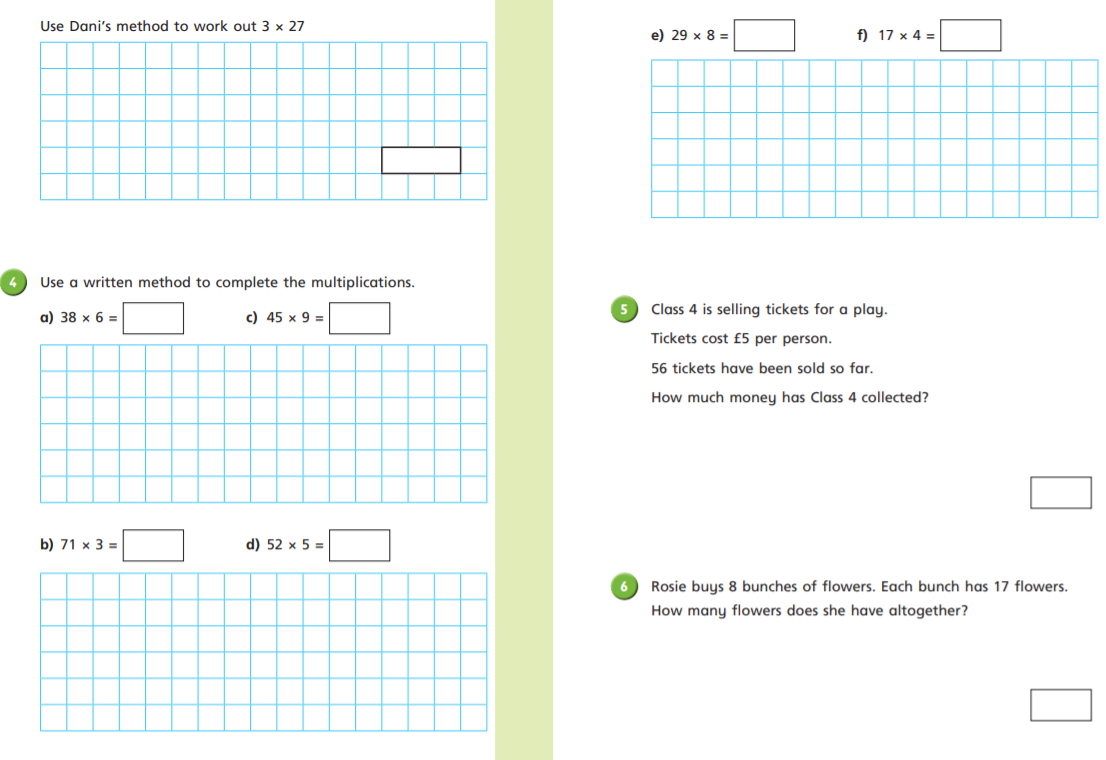 Use Dani's method to work out 3 × 27
4 Use a written method to complete the multiplications.
a) 38 × 6 =
c) 45 × 9 =
b) 71 × 3 =
d) 52 × 5 =
e) 29 × 8 =
f) 17 × 4 =
5 Class 4 is selling tickets for a play.
Tickets cost £5 per person.
56 tickets have been sold so far.
How much money has Class 4 collected?
6 Rosie buys 8 bunches of flowers. Each bunch has 17 flowers.
How many flowers does she have altogether?